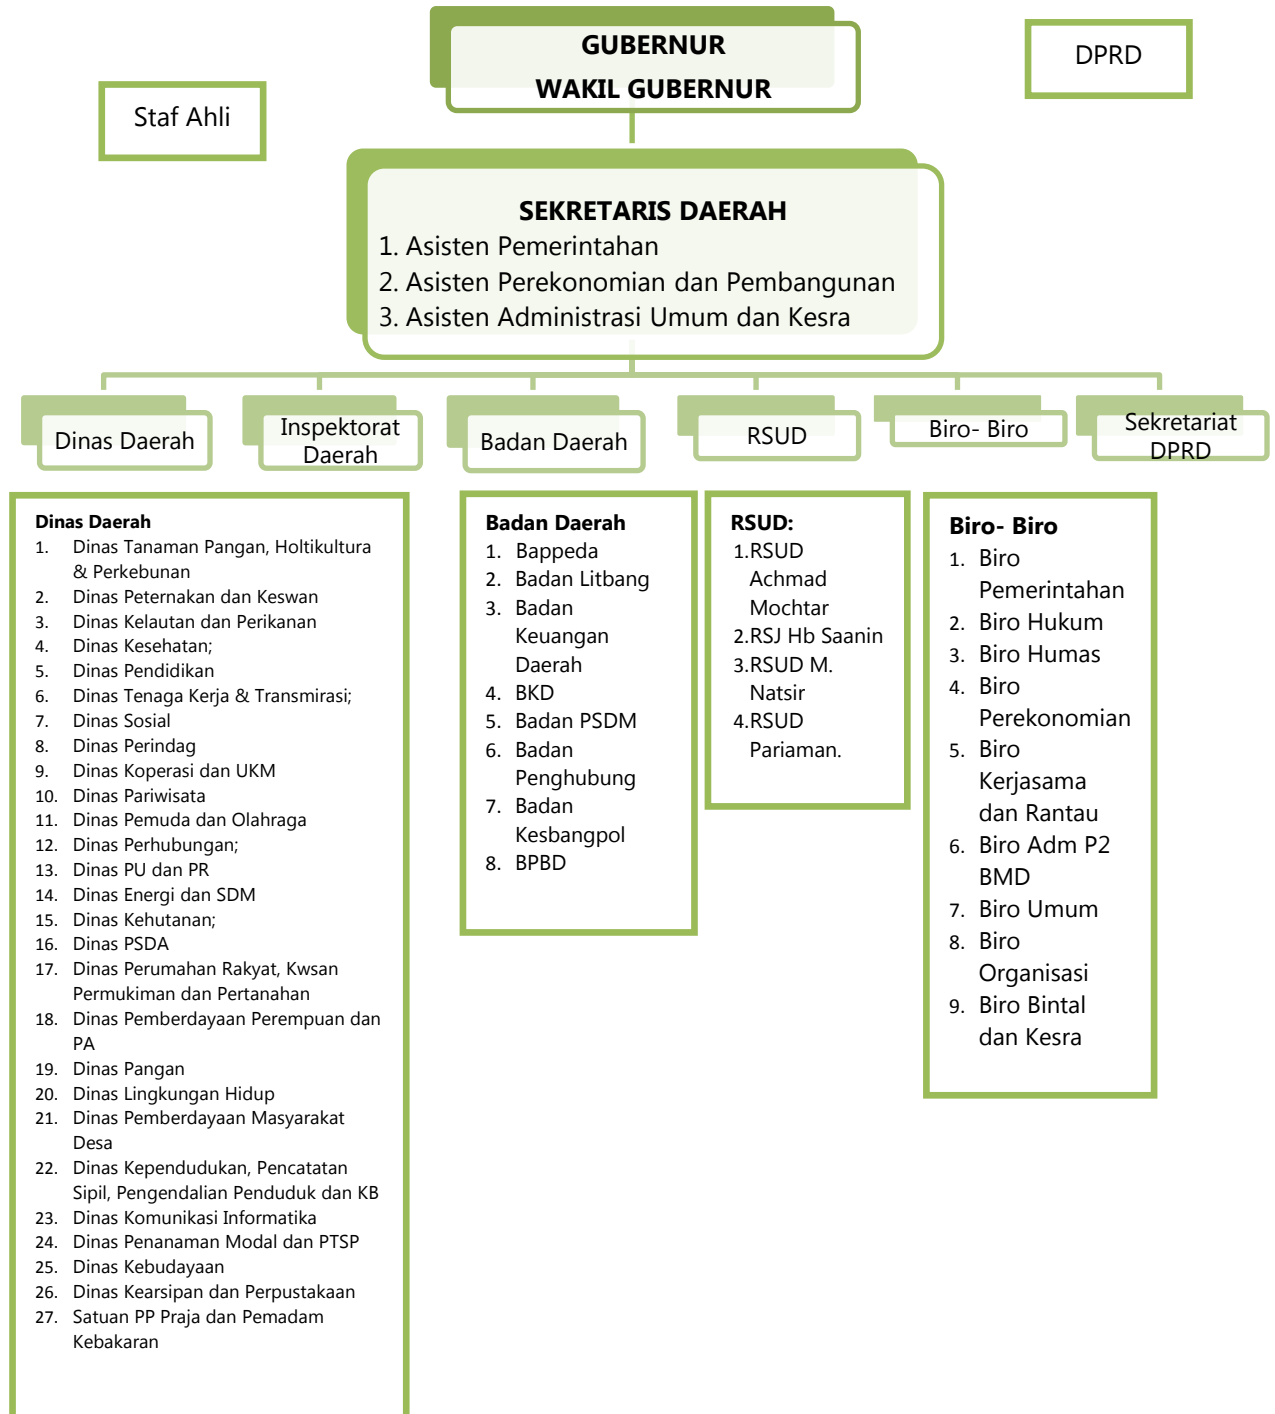 GUBERNUR
WAKIL GUBERNUR
DPRD
Staf Ahli
SEKRETARIS DAERAH
1. Asisten Pemerintahan
2. Asisten Perekonomian dan Pembangunan
3. Asisten Administrasi Umum dan Kesra
Dinas Daerah
Inspektorat
Daerah
Badan Daerah
RSUD
Biro- Biro
Sekretariat
DPRD
Dinas Daerah
1. Dinas Tanaman Pangan, Holtikultura
& Perkebunan
2. Dinas Peternakan dan Keswan
3. Dinas Kelautan dan Perikanan
4. Dinas Kesehatan;
5. Dinas Pendidikan
6. Dinas Tenaga Kerja & Transmirasi;
7. Dinas Sosial
8. Dinas Perindag
9. Dinas Koperasi dan UKM
10. Dinas Pariwisata
11. Dinas Pemuda dan Olahraga
12. Dinas Perhubungan;
13. Dinas PU dan PR
14. Dinas Energi dan SDM
15. Dinas Kehutanan;
16. Dinas PSDA
17. Dinas Perumahan Rakyat, Kwsan
Permukiman dan Pertanahan
18. Dinas Pemberdayaan Perempuan dan
PA
19. Dinas Pangan
20. Dinas Lingkungan Hidup
21. Dinas Pemberdayaan Masyarakat
Desa
22. Dinas Kependudukan, Pencatatan
Sipil, Pengendalian Penduduk dan KB
23. Dinas Komunikasi Informatika
24. Dinas Penanaman Modal dan PTSP
25. Dinas Kebudayaan
26. Dinas Kearsipan dan Perpustakaan
27. Satuan PP Praja dan Pemadam
Kebakaran
Badan Daerah
1. Bappeda
2. Badan Litbang
3. Badan
Keuangan
Daerah
4. BKD
5. Badan PSDM
6. Badan
Penghubung
7. Badan
Kesbangpol
8. BPBD
RSUD:
1.RSUD
Achmad
Mochtar
2.RSJ Hb Saanin
3.RSUD M.
Natsir
4.RSUD
Pariaman.
Biro- Biro
1. Biro
Pemerintahan
2. Biro Hukum
3. Biro Humas
4. Biro
Perekonomian
5. Biro
Kerjasama
dan Rantau
6. Biro Adm P2
BMD
7. Biro Umum
8. Biro
Organisasi
9. Biro Bintal
dan Kesra